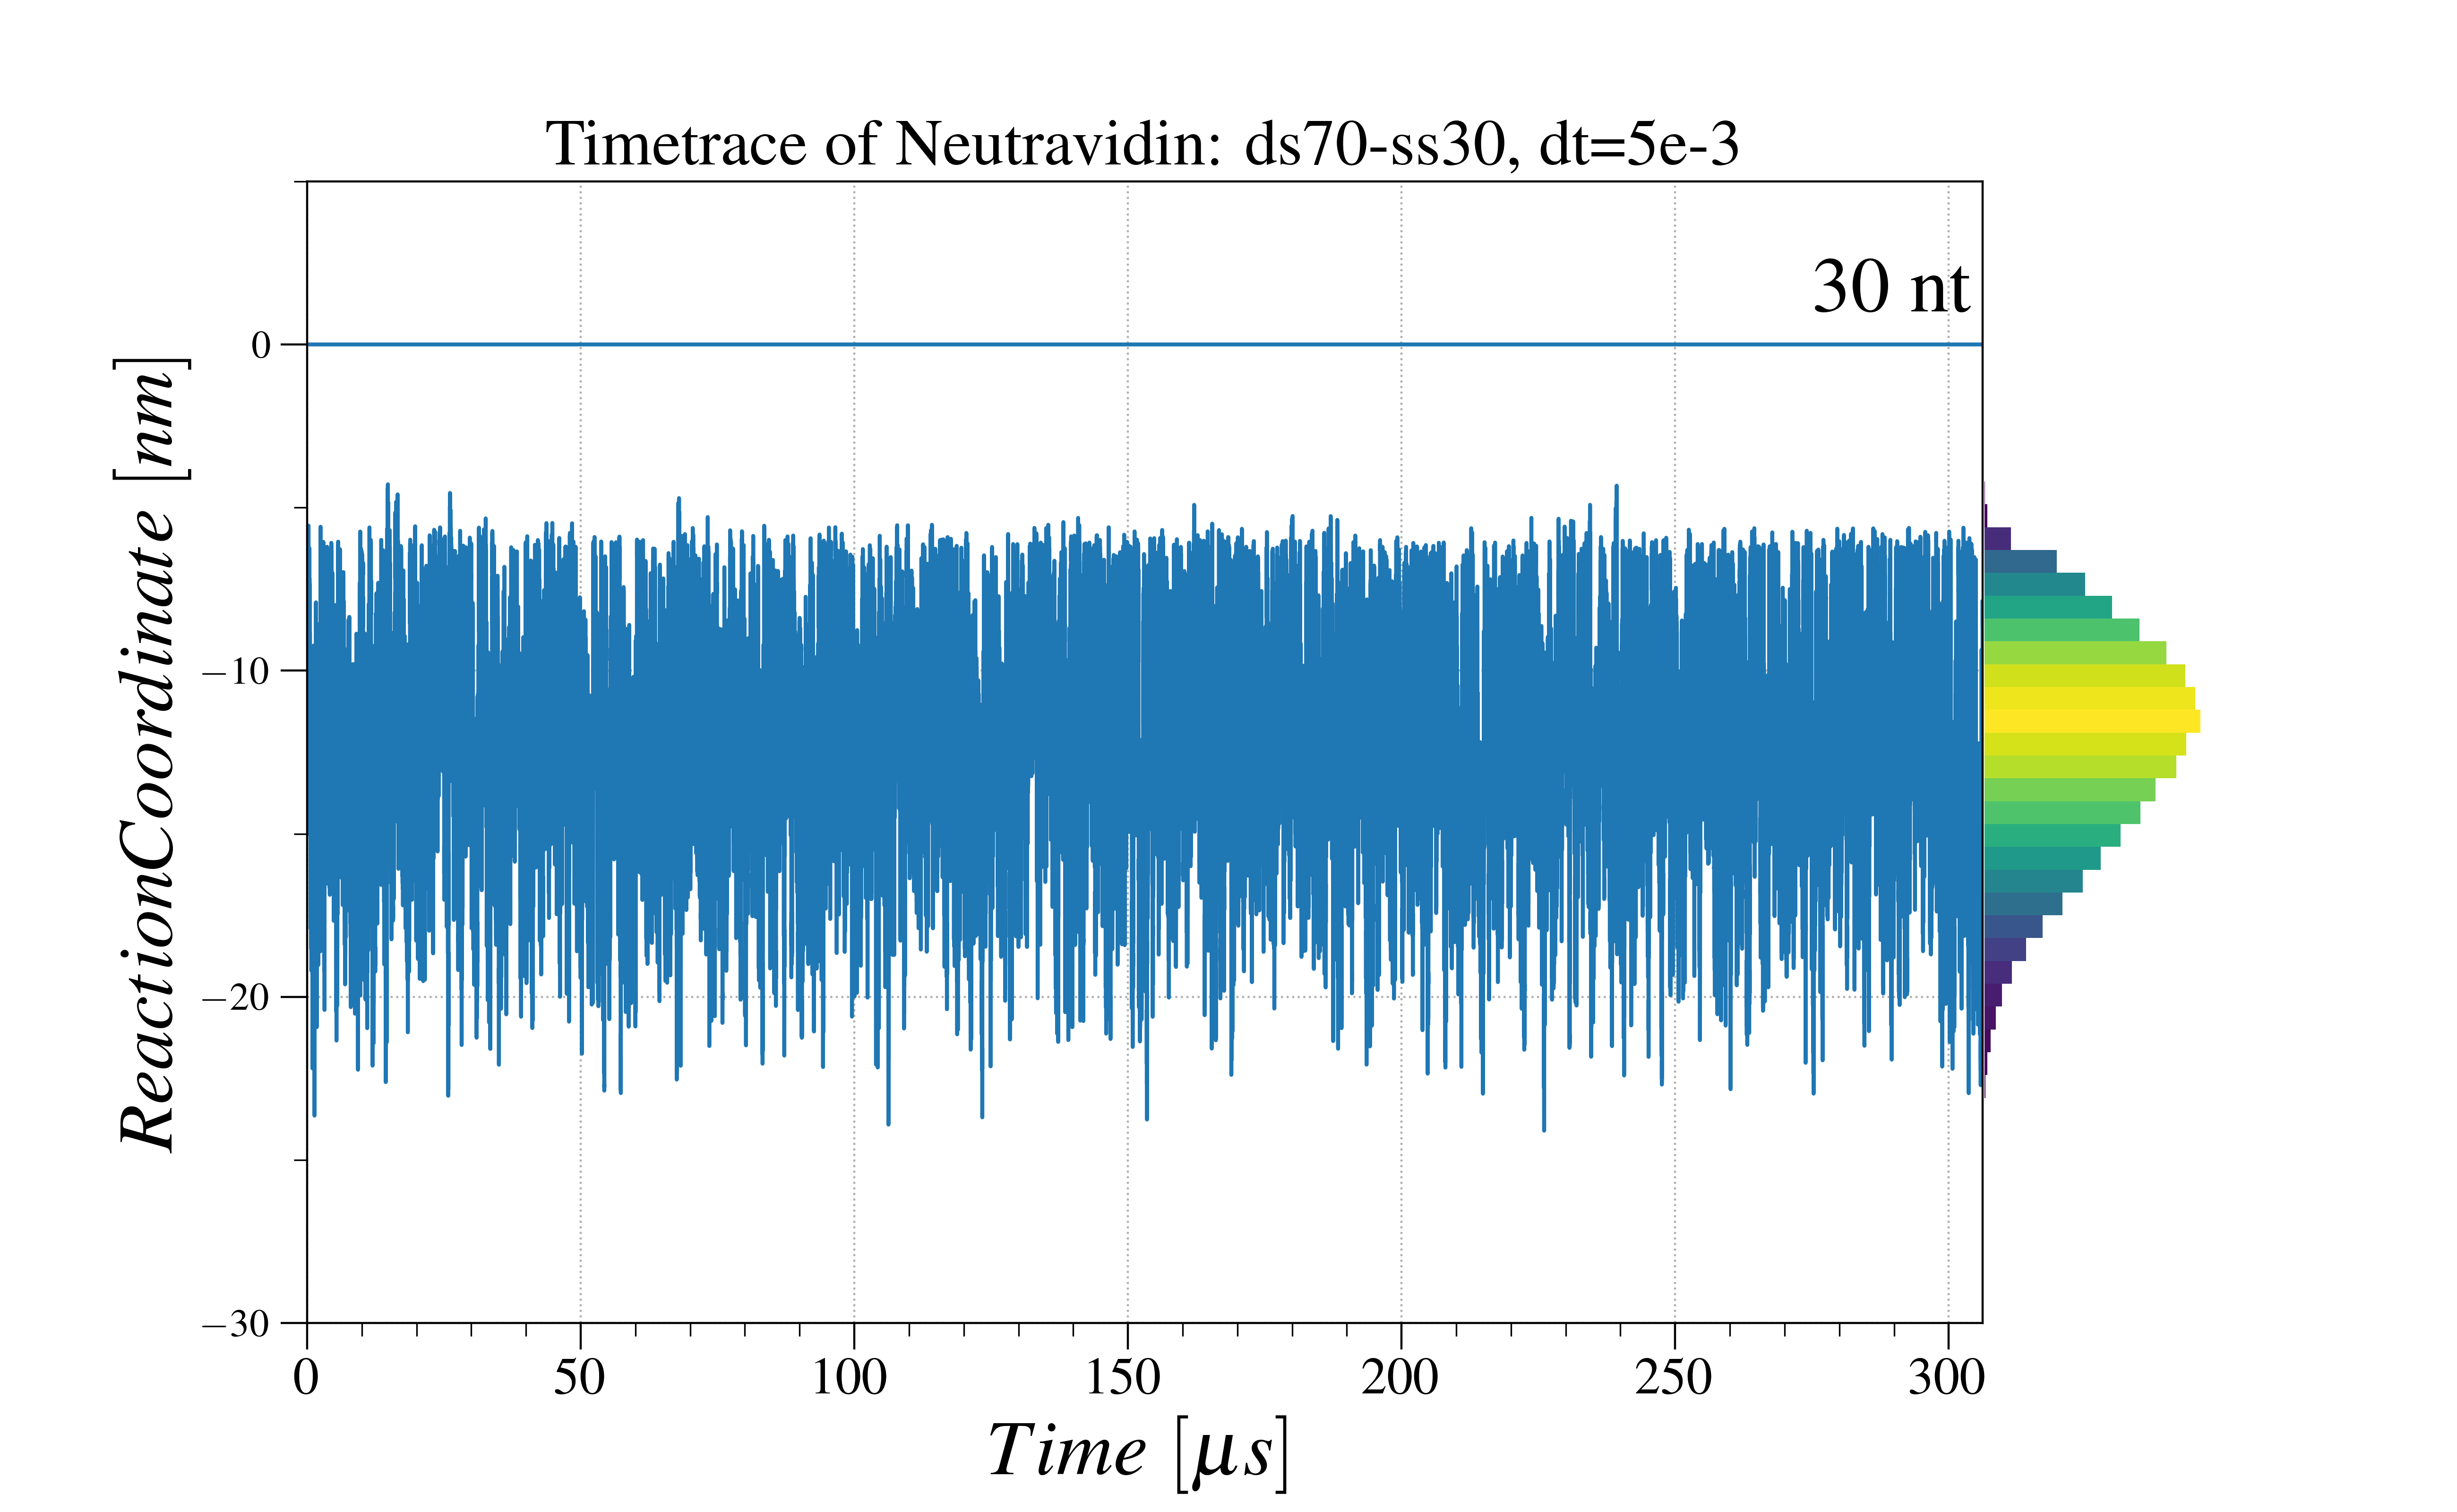 Timetrace of Neutravidin: ds70-ss30, dt=5e-3
30 nt
0
−10
−20
−30
ReactionCoordinate [nm]
0 50 100 150 200 250 300
Time [μs]